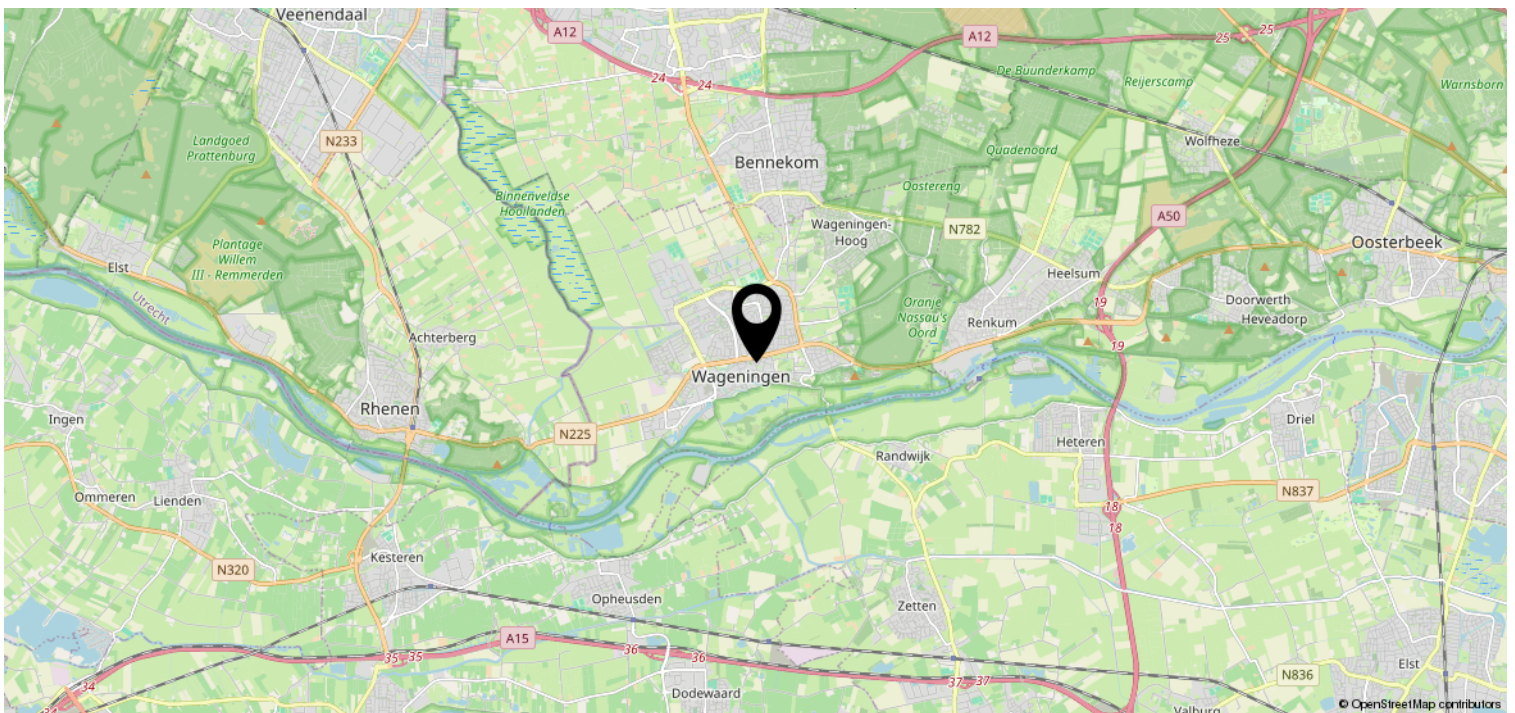 Veenendaal
A12
A12
25
25
24
24
De Buunderkamp
Reijerscamp
Warnsborn
N233
Landgoed
Prattenburg
Wolfheze
Quadenoord
Bennekom
Oostereng
Binnenveldse
Hooilanden
A50
Wageningen-
Hoog
N782
Plantage
Willem
III - Remmerden
Elst
Oosterbeek
Heelsum
Utrecht
Oranje
Nassau's
Oord
19
Doorwerth
Heveadorp
Renkum
19
Achterberg
Wageningen
Rhenen
Ingen
Driel
N225
Heteren
Randwijk
Ommeren
Lienden
N837
18
18
Kesteren
N320
Opheusden
Zetten
A15
35
35
36
36
Elst
N836
37
37
34
34
Dodewaard
Valburg
© OpenStreetMap contributors